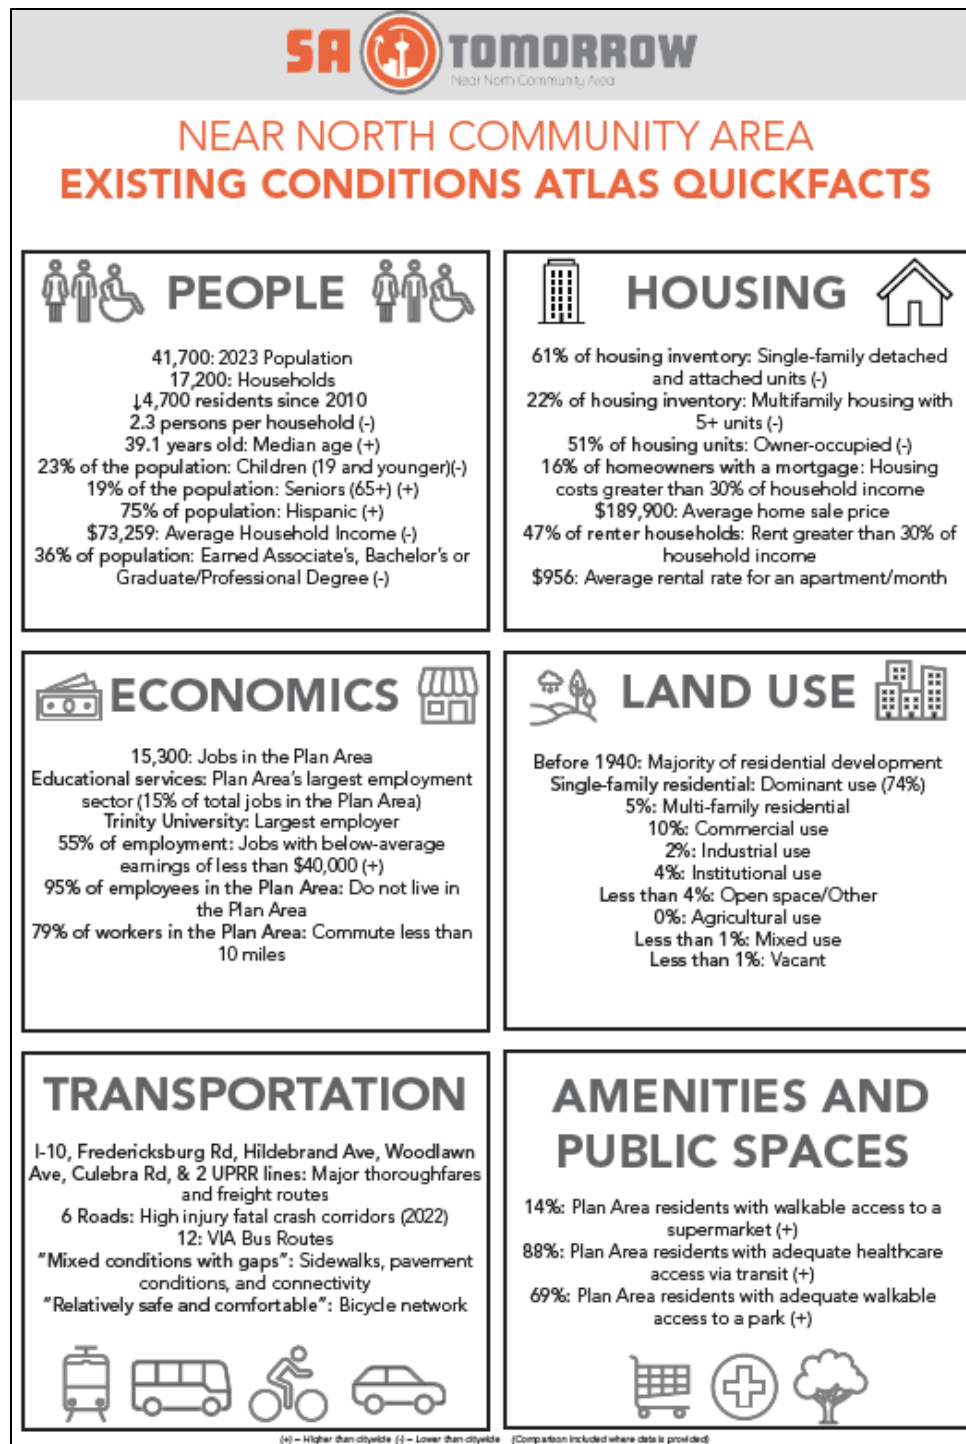 SA TOMORROW
Near North Community Area
NEAR NORTH COMMUNITY AREA
EXISTING CONDITIONS ATLAS QUICKFACTS
PEOPLE
41,700: 2023 Population
17,200: Households
↓4,700 residents since 2010
2.3 persons per household (-)
39.1 years old: Median age (+)
23% of the population: Children (19 and younger)(-)
19% of the population: Seniors (65+) (+)
75% of population: Hispanic (+)
$73,259: Average Household Income (-)
36% of population: Earned Associate's, Bachelor's or
Graduate/Professional Degree (-)
HOUSING
61% of housing inventory: Single-family detached
and attached units (-)
22% of housing inventory: Multifamily housing with
5+ units (-)
51% of housing units: Owner-occupied (-)
16% of homeowners with a mortgage: Housing
costs greater than 30% of household income
$189,900: Average home sale price
47% of renter households: Rent greater than 30% of
household income
$956: Average rental rate for an apartment/month
ECONOMICS
15,300: Jobs in the Plan Area
Educational services: Plan Area's largest employment
sector (15% of total jobs in the Plan Area)
Trinity University: Largest employer
55% of employment: Jobs with below-average
earnings of less than $40,000 (+)
95% of employees in the Plan Area: Do not live in
the Plan Area
79% of workers in the Plan Area: Commute less than
10 miles
LAND USE
Before 1940: Majority of residential development
Single-family residential: Dominant use (74%)
5%: Multi-family residential
10%: Commercial use
2%: Industrial use
4%: Institutional use
Less than 4%: Open space/Other
0%: Agricultural use
Less than 1%: Mixed use
Less than 1%: Vacant
TRANSPORTATION
I-10, Fredericksburg Rd, Hildebrand Ave, Woodlawn
Ave, Culebra Rd, & 2 UPRR lines: Major thoroughfares
and freight routes
6 Roads: High injury fatal crash corridors (2022)
12: VIA Bus Routes
"Mixed conditions with gaps": Sidewalks, pavement
conditions, and connectivity
"Relatively safe and comfortable": Bicycle network
AMENITIES AND
PUBLIC SPACES
14%: Plan Area residents with walkable access to a
supermarket (+)
88%: Plan Area residents with adequate healthcare
access via transit (+)
69%: Plan Area residents with adequate walkable
access to a park (+)
(+) = Higher than citywide (-) = Lower than citywide (Comparison included where data is provided)